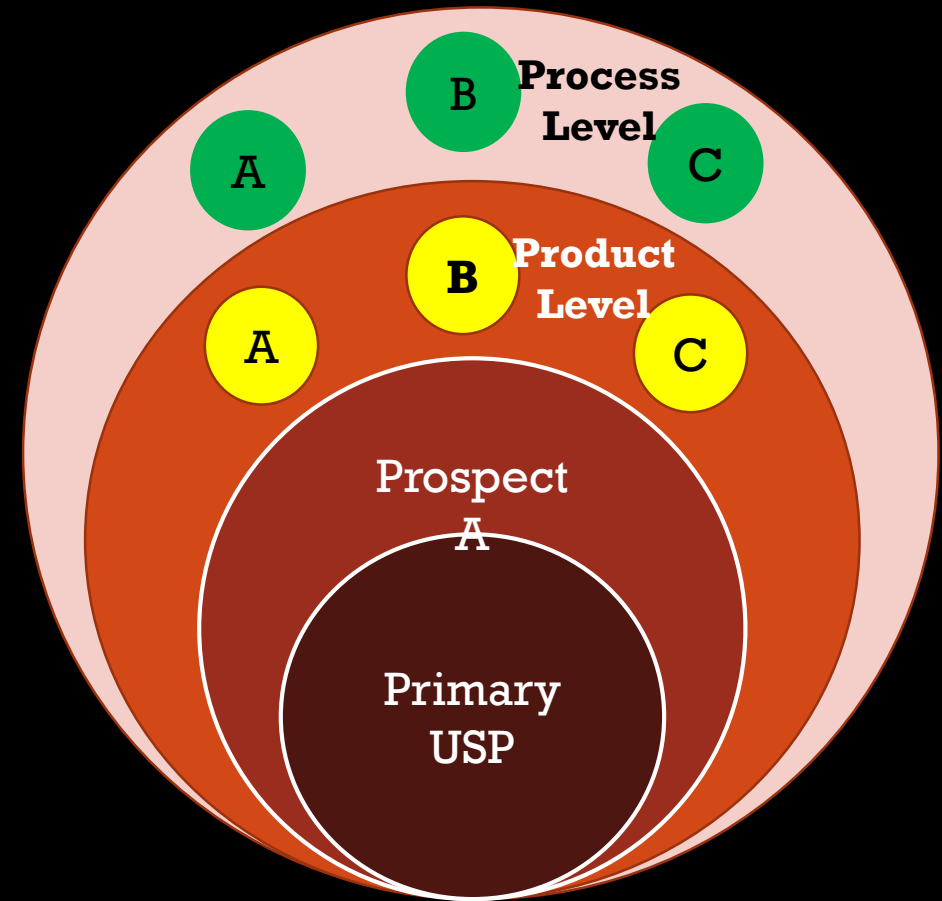 B
Process
Level
A
C
Product
Level
B
A
C
Prospect
A
Primary
USP